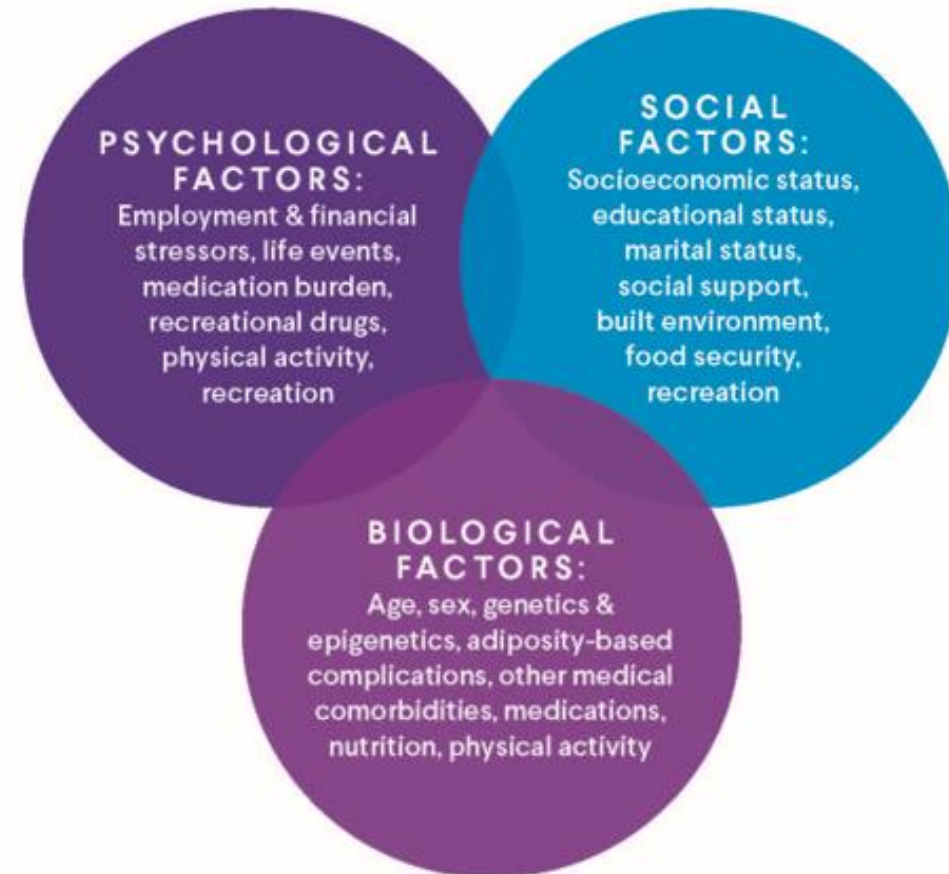 PSYCHOLOGICAL
FACTORS:
Employment & financial
stressors, life events,
medication burden,
recreational drugs,
physical activity,
recreation
SOCIAL
FACTORS:
Socioeconomic status,
educational status,
marital status,
social support,
built environment,
food security,
recreation
BIOLOGICAL
FACTORS:
Age, sex, genetics &
epigenetics, adiposity-based
complications, other medical
comorbidities, medications,
nutrition, physical activity